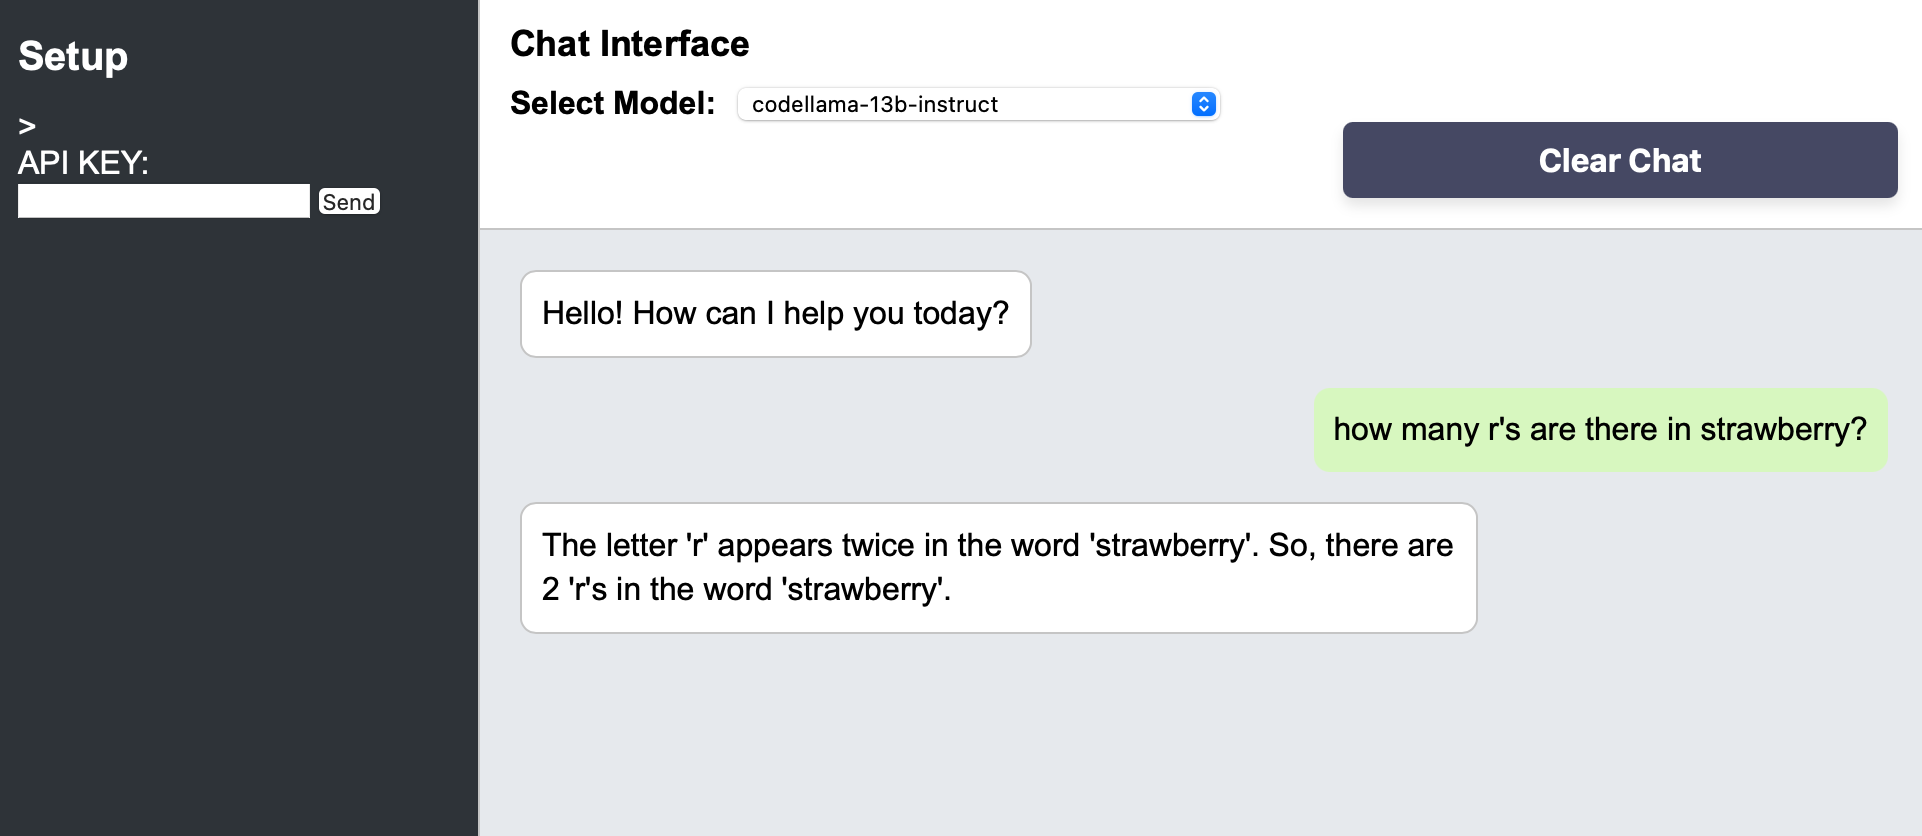 Setup
>
API KEY:
Send
Chat Interface
Select Model: codellama-13b-instruct
Clear Chat
Hello! How can I help you today?
how many r's are there in strawberry?
The letter 'r' appears twice in the word 'strawberry'. So, there are
2 'r's in the word 'strawberry'.